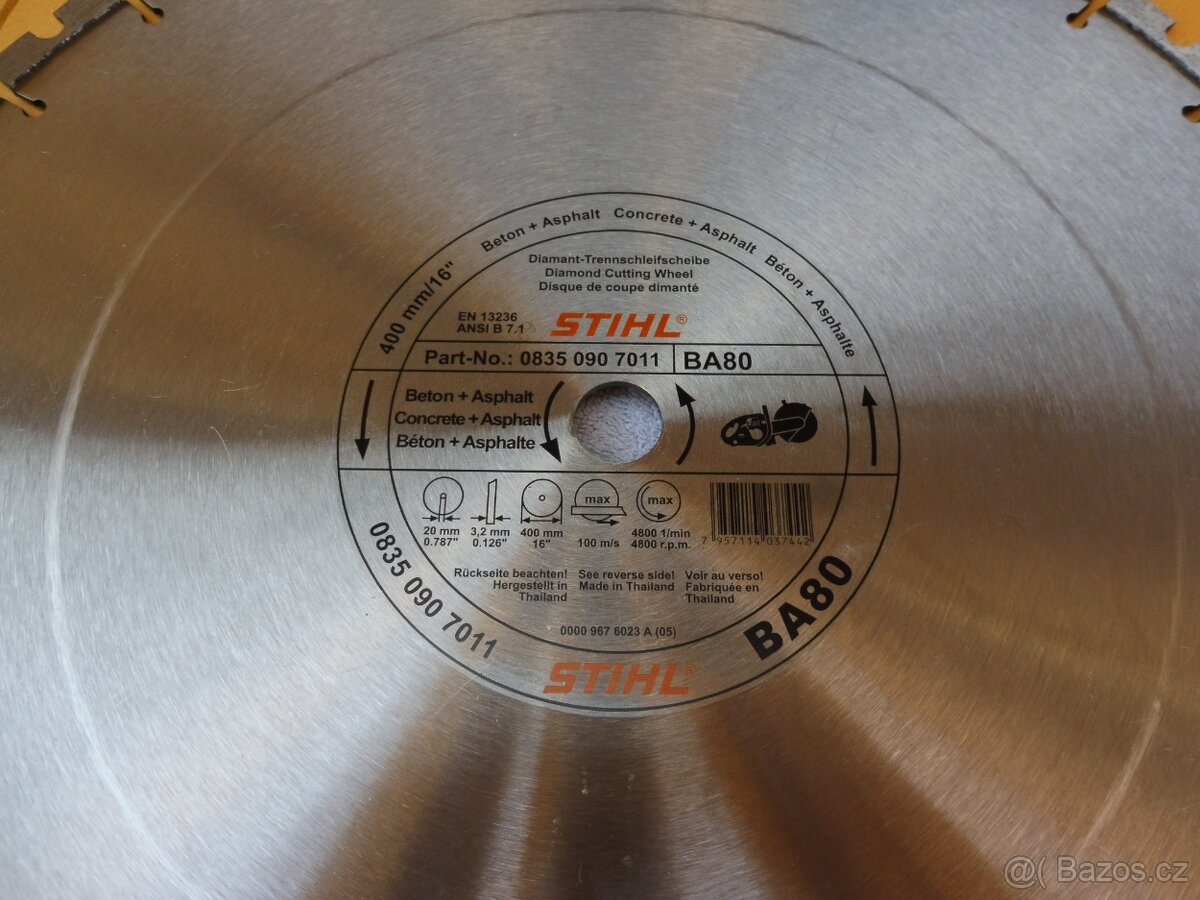 400 mm/16" Beton + Asphalt Concrete + Asphalt Béton + Asphalte
Diamant-Trennschleifscheibe
Diamond Cutting Wheel
Disque de coupe dimanté
EN 13236
ANSI B 7.1
STIHL®
Part-No.: 0835 090 7011
BA80
Beton + Asphalt
Concrete + Asphalt
Béton + Asphalte
20 mm
0.787"
3,2 mm
0.126"
400 mm
16"
max
100 m/s
max
4800 1/min
4800 r.p.m.
7 957114 037442
Rückseite beachten!
Hergestellt in
Thailand
See reverse side!
Made in Thailand
Voir au verso!
Fabriquée en
Thailand
0000 967 6023 A (05)
0835 090 7011
STIHL®
BA80
@( Bazos.cz